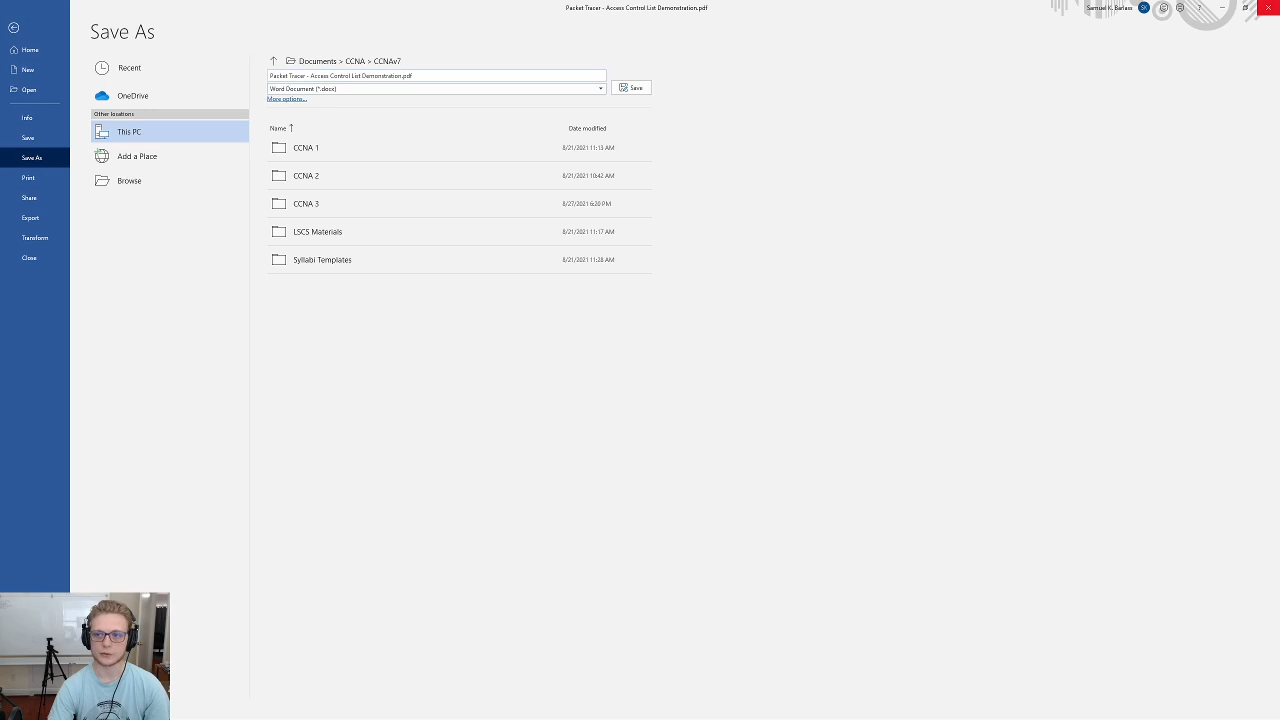 Packet Tracer - Access Control List Demonstration.pdf
Samuel K. Barlass
SK
?
Save As
Home
New
Open
Info
Save
Save As
Print
Share
Export
Transform
Close
Recent
OneDrive
Other locations
This PC
Add a Place
Browse
Documents > CCNA > CCNAv7
Packet Tracer - Access Control List Demonstration.pdf
Word Document (*.docx)
Save
More options...
Name ↑ Date modified
CCNA 1 8/21/2021 11:13 AM
CCNA 2 8/21/2021 10:42 AM
CCNA 3 8/27/2021 6:20 PM
LSCS Materials 8/21/2021 11:17 AM
Syllabi Templates 8/21/2021 11:28 AM